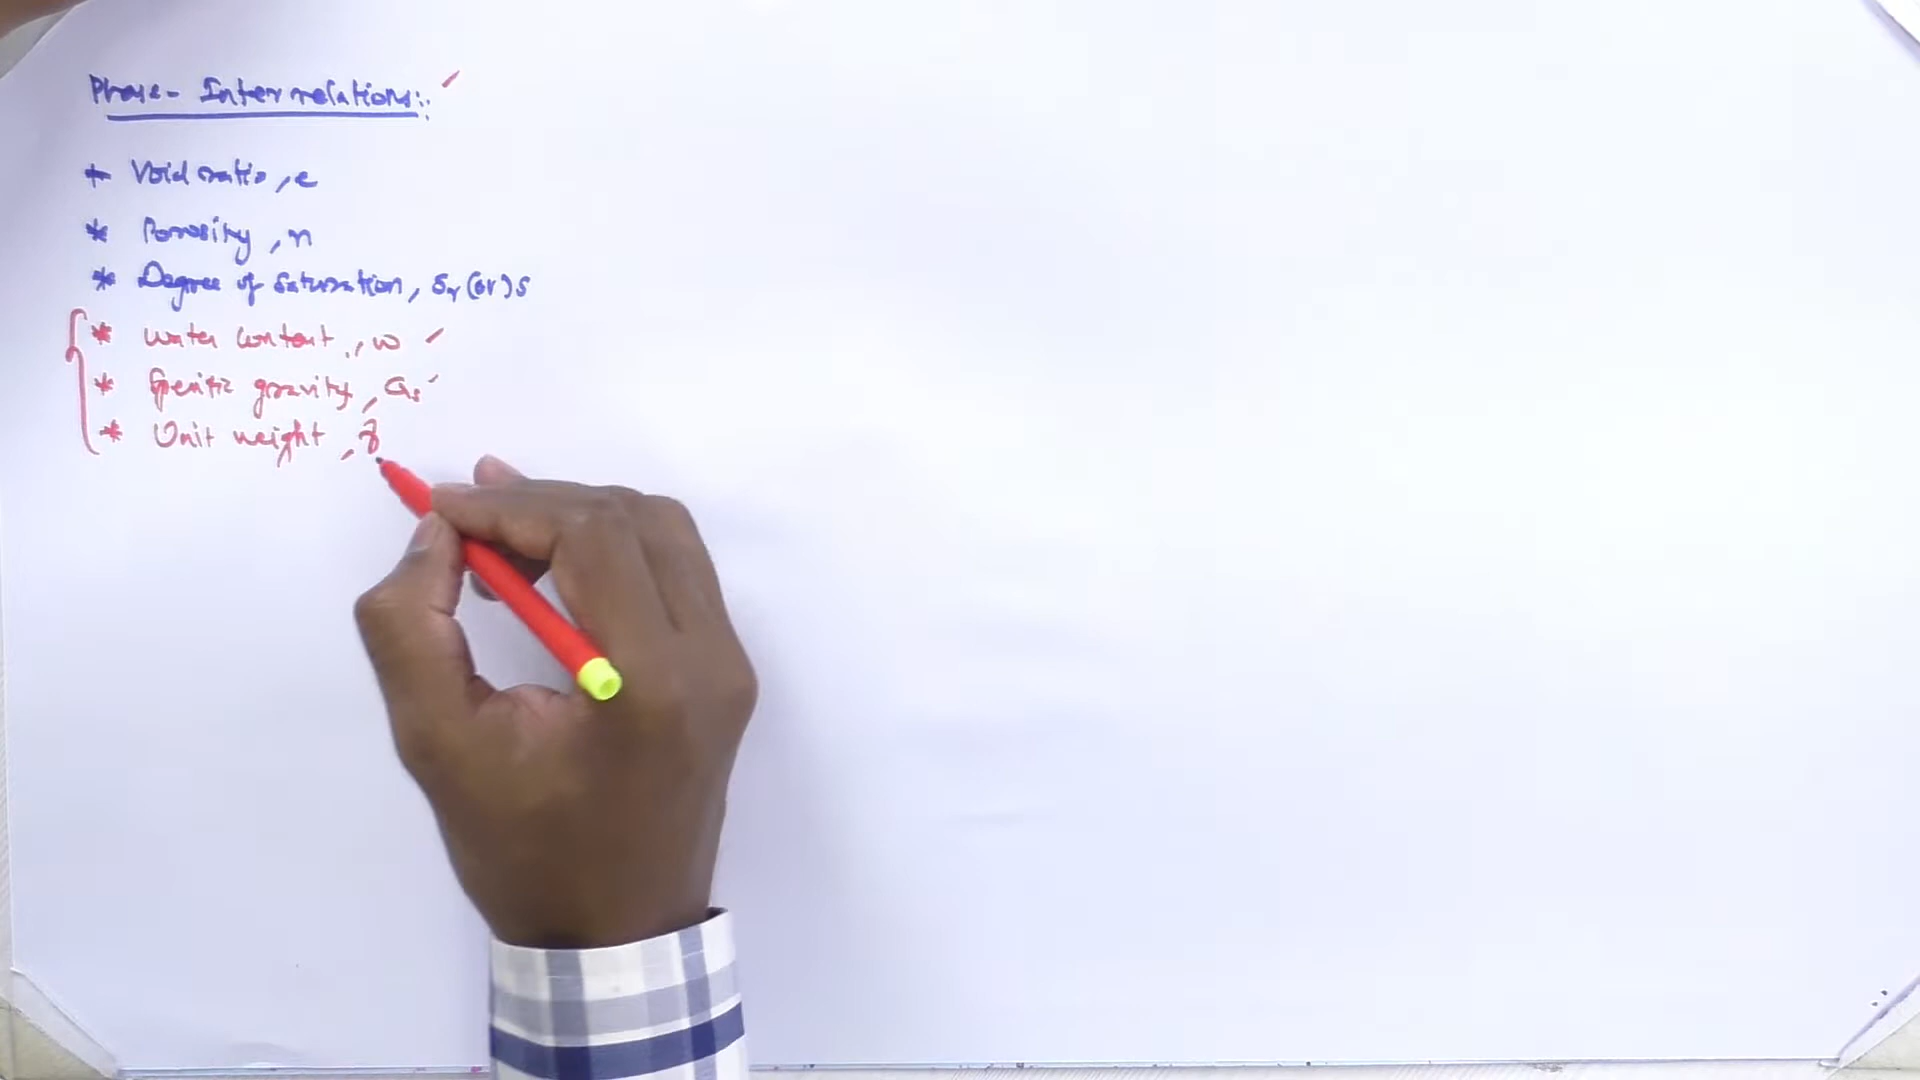 Phase- Interrelations:-
* Void ratio, e
* Porosity, n
* Degree of saturation, Sr (or) S
* water content, w
* Specific gravity, Gs
* Unit weight, γ